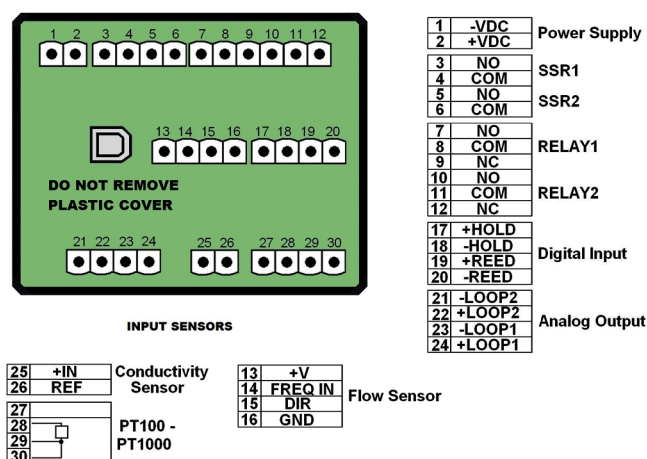 1 2 3 4 5 6 7 8 9 10 11 12
13 14 15 16 17 18 19 20
DO NOT REMOVE
PLASTIC COVER
21 22 23 24 25 26 27 28 29 30
INPUT SENSORS
1 -VDC
2 +VDC
Power Supply
3 NO
4 COM
SSR1
5 NO
6 COM
SSR2
7 NO
8 COM
9 NC
RELAY1
10 NO
11 COM
12 NC
RELAY2
17 +HOLD
18 -HOLD
19 +REED
20 -REED
Digital Input
21 -LOOP2
22 +LOOP2
23 -LOOP1
24 +LOOP1
Analog Output
25 +IN
26 REF
Conductivity
Sensor
27
28
29
30
PT100 -
PT1000
13 +V
14 FREQ IN
15 DIR
16 GND
Flow Sensor